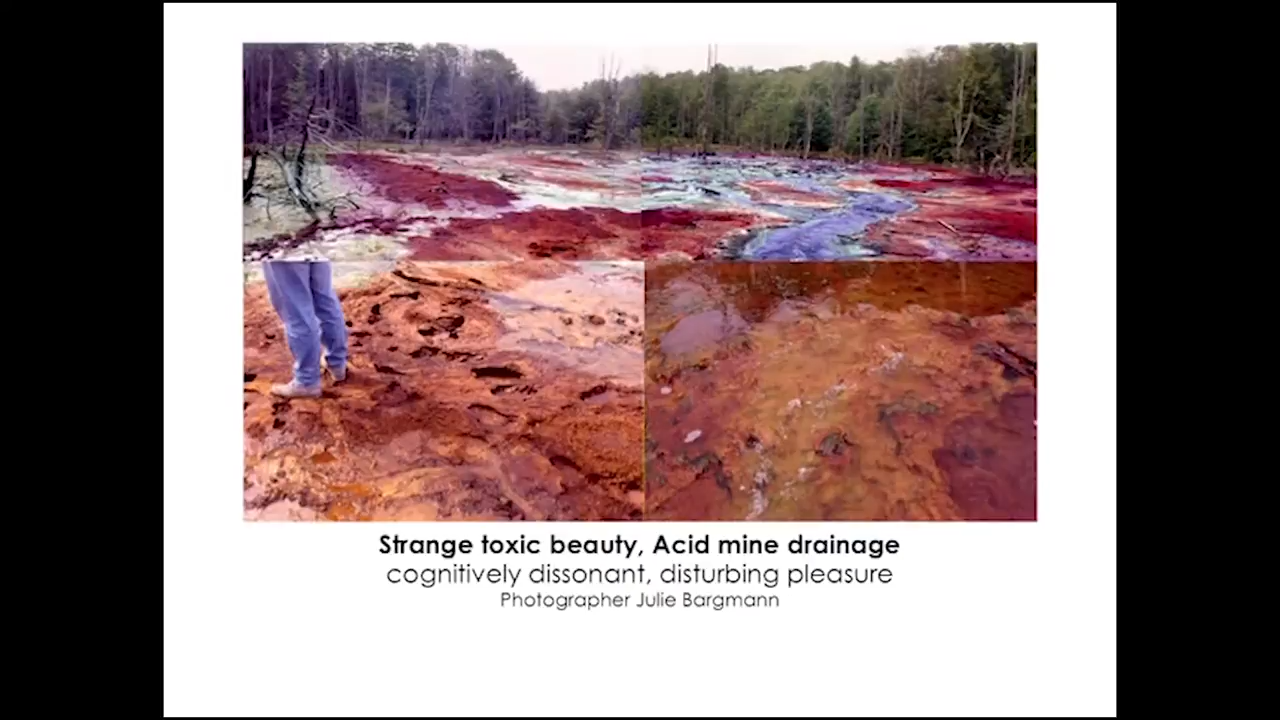 Strange toxic beauty, Acid mine drainage
cognitively dissonant, disturbing pleasure
Photographer Julie Bargmann